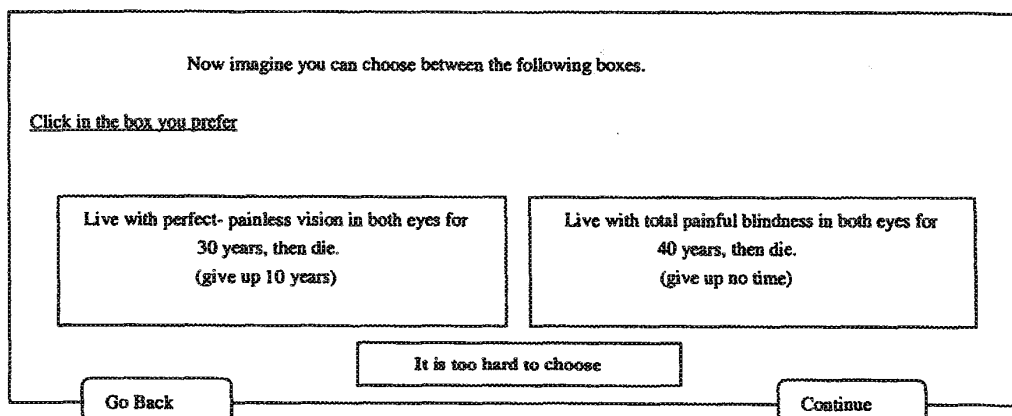 Now imagine you can choose between the following boxes.
Click in the box you prefer
Live with perfect- painless vision in both eyes for
30 years, then die.
(give up 10 years)
Live with total painful blindness in both eyes for
40 years, then die.
(give up no time)
It is too hard to choose
Go Back
Continue